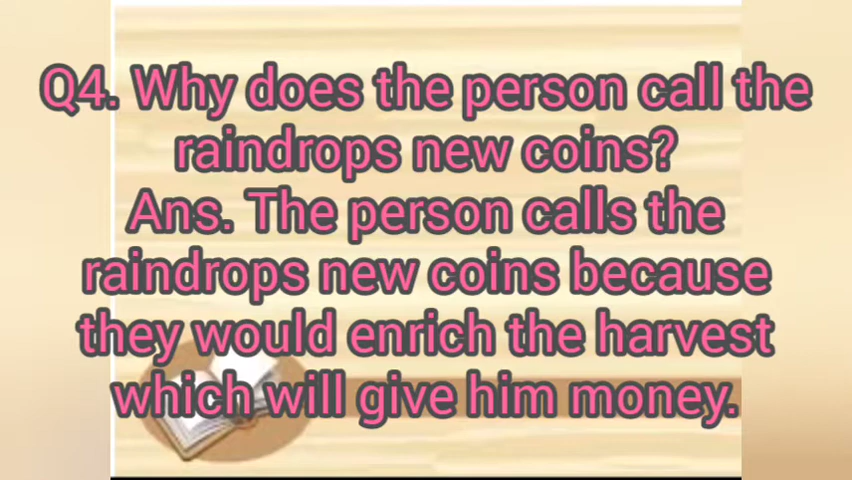 Q4. Why does the person call the
raindrops new coins?
Ans. The person calls the
raindrops new coins because
they would enrich the harvest
which will give him money.